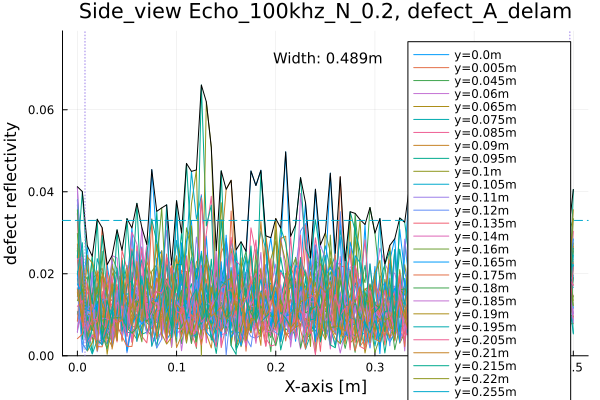 Side_view Echo_100khz_N_0.2, defect_A_delam
Width: 0.489m
defect reflectivity
0.06
0.04
0.02
0.00
0.0
0.1
0.2
0.3
.5
X-axis [m]
y=0.0m
y=0.005m
y=0.045m
y=0.06m
y=0.065m
y=0.075m
y=0.085m
y=0.09m
y=0.095m
y=0.1m
y=0.105m
y=0.11m
y=0.12m
y=0.135m
y=0.14m
y=0.16m
y=0.165m
y=0.175m
y=0.18m
y=0.185m
y=0.19m
y=0.195m
y=0.205m
y=0.21m
y=0.215m
y=0.22m
y=0.255m